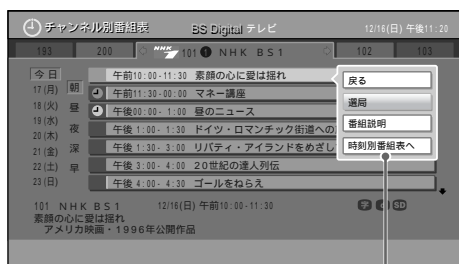 チャンネル別番組表 BS Digital テレビ 12/16(日) 午後11:20
193 200 NHK 101 NHK BS1 102 103
今日 午前10:00-11:30 素顔の心に愛は揺れ
17(月) 朝 午前11:30-00:00 マネー講座
18(火) 昼 午後00:00-1:00 昼のニュース
19(水)
20(木) 夜 午後1:00-1:30 ドイツ・ロマンチック街道への
21(金) 深 午後1:30-3:00 リバティ・アイランドをめざし
22(土) 早 午後3:00-4:00 20世紀の達人列伝
23(日) 午後4:00-4:30 ゴールをねらえ
戻る
選局
番組説明
時刻別番組表へ
101 NHK BS1 12/16(日) 午前10:00-11:30 字 SD
素顔の心に愛は揺れ
アメリカ映画・1996年公開作品